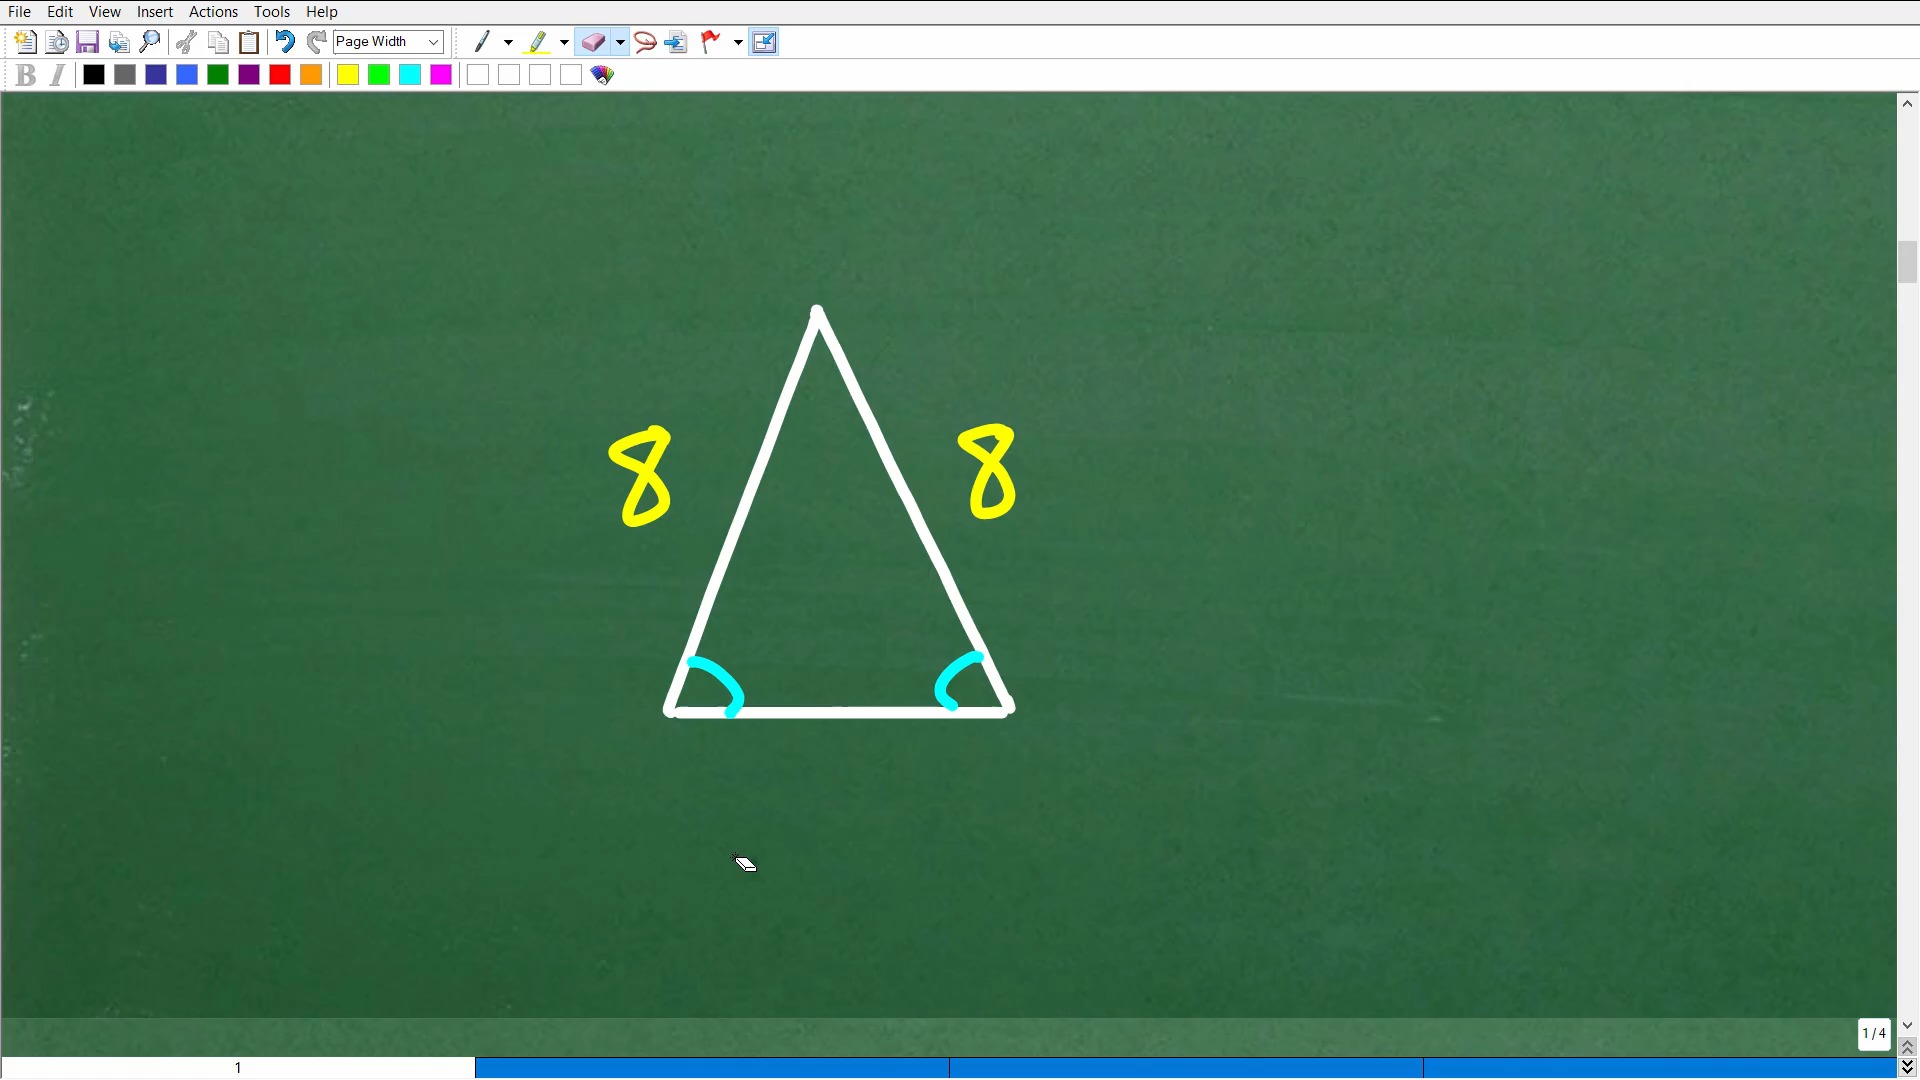 File Edit View Insert Actions Tools Help
Page Width
B I
8 8
1 / 4
1